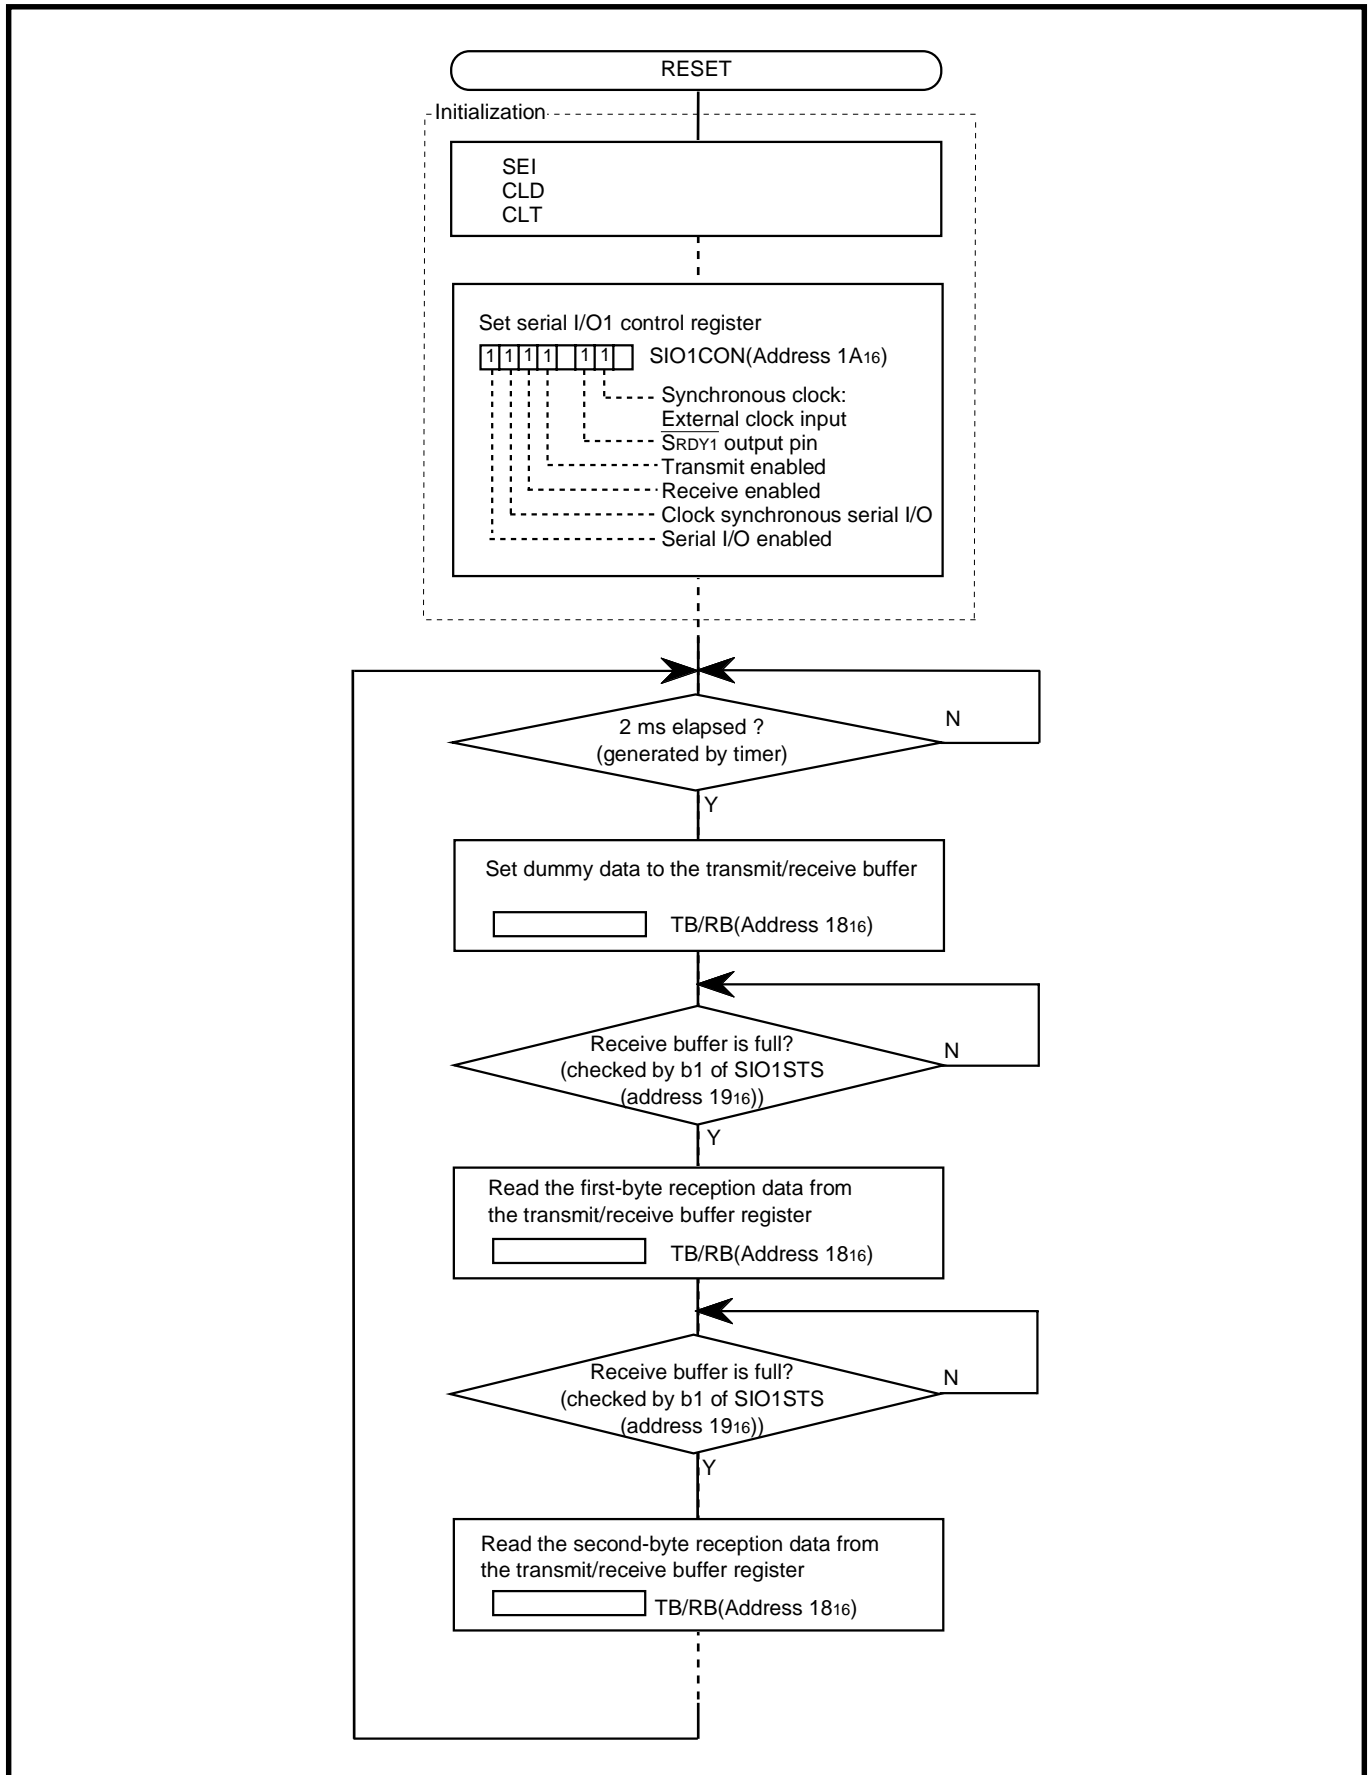 RESET
Initialization
SEI
CLD
CLT
Set serial I/O1 control register
1 1 1 1 1 1 SIO1CON(Address 1A16)
Synchronous clock:
External clock input
SRDY1 output pin
Transmit enabled
Receive enabled
Clock synchronous serial I/O
Serial I/O enabled
2 ms elapsed ?
(generated by timer)
N
Y
Set dummy data to the transmit/receive buffer
TB/RB(Address 1816)
Receive buffer is full?
(checked by b1 of SIO1STS
(address 1916))
N
Y
Read the first-byte reception data from
the transmit/receive buffer register
TB/RB(Address 1816)
Receive buffer is full?
(checked by b1 of SIO1STS
(address 1916))
N
Y
Read the second-byte reception data from
the transmit/receive buffer register
TB/RB(Address 1816)